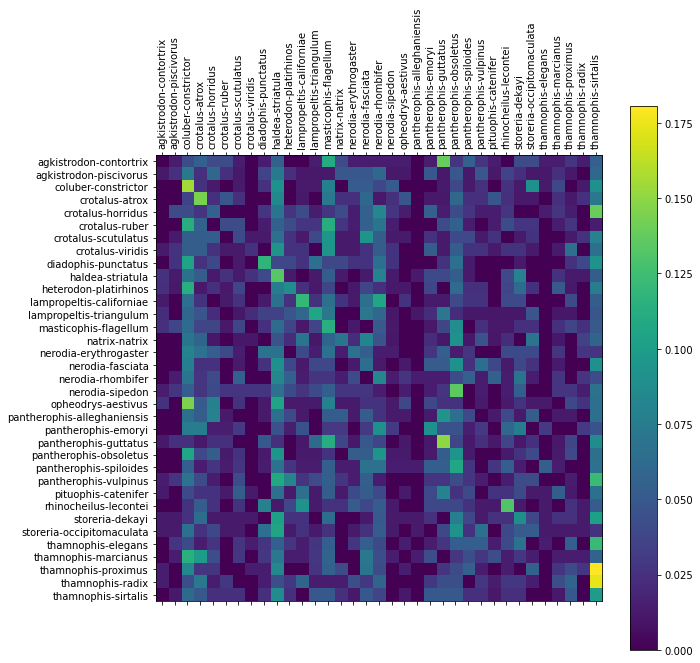 agkistrodon-contortrix
agkistrodon-piscivorus
coluber-constrictor
crotalus-atrox
crotalus-horridus
crotalus-ruber
crotalus-scutulatus
crotalus-viridis
diadophis-punctatus
haldea-striatula
heterodon-platirhinos
lampropeltis-californiae
lampropeltis-triangulum
masticophis-flagellum
natrix-natrix
nerodia-erythrogaster
nerodia-fasciata
nerodia-rhombifer
nerodia-sipedon
opheodrys-aestivus
pantherophis-alleghaniensis
pantherophis-emoryi
pantherophis-guttatus
pantherophis-obsoletus
pantherophis-spiloides
pantherophis-vulpinus
pituophis-catenifer
rhinocheilus-lecontei
storeria-dekayi
storeria-occipitomaculata
thamnophis-elegans
thamnophis-marcianus
thamnophis-proximus
thamnophis-radix
thamnophis-sirtalis
agkistrodon-contortrix
agkistrodon-piscivorus
coluber-constrictor
crotalus-atrox
crotalus-horridus
crotalus-ruber
crotalus-scutulatus
crotalus-viridis
diadophis-punctatus
haldea-striatula
heterodon-platirhinos
lampropeltis-californiae
lampropeltis-triangulum
masticophis-flagellum
natrix-natrix
nerodia-erythrogaster
nerodia-fasciata
nerodia-rhombifer
nerodia-sipedon
opheodrys-aestivus
pantherophis-alleghaniensis
pantherophis-emoryi
pantherophis-guttatus
pantherophis-obsoletus
pantherophis-spiloides
pantherophis-vulpinus
pituophis-catenifer
rhinocheilus-lecontei
storeria-dekayi
storeria-occipitomaculata
thamnophis-elegans
thamnophis-marcianus
thamnophis-proximus
thamnophis-radix
thamnophis-sirtalis
0.175
0.150
0.125
0.100
0.075
0.050
0.025
0.000